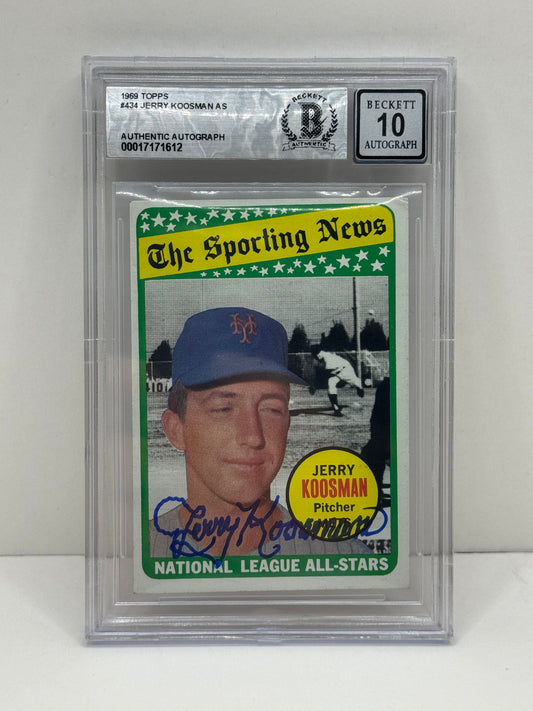 1969 TOPPS
#434 JERRY KOOSMAN AS
AUTHENTIC AUTOGRAPH
00017171612
BECKETT
B
AUTHENTIC
BECKETT
10
AUTOGRAPH
The Sporting News
NY
JERRY
KOOSMAN
Pitcher
Jerry Koosman
NATIONAL LEAGUE ALL-STARS